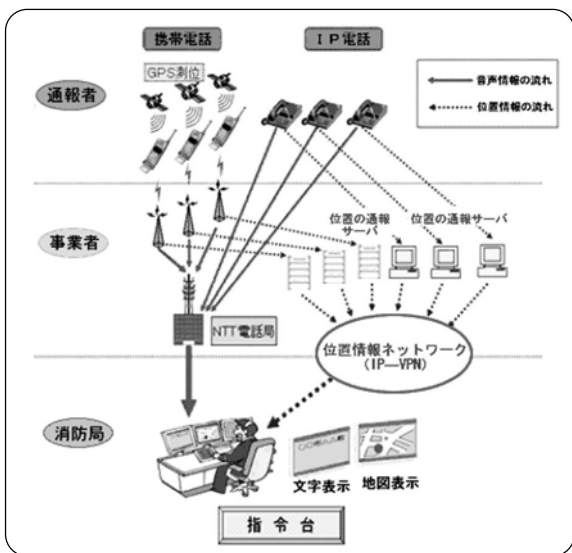 携帯電話
IP電話
GPS測位
通報者
音声情報の流れ
位置情報の流れ
位置の通報サーバ
位置の通報サーバ
事業者
NTT電話局
位置情報ネットワーク
(IP―VPN)
消防局
文字表示
地図表示
指令台